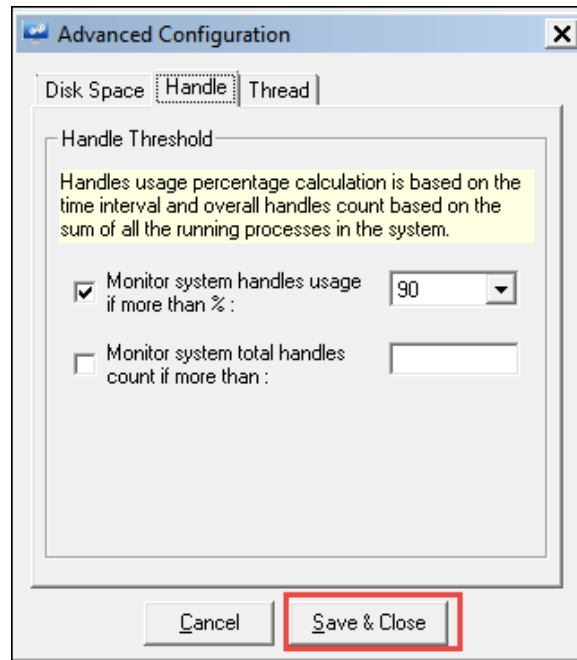 Advanced Configuration
Disk Space Handle Thread
Handle Threshold
Handles usage percentage calculation is based on the
time interval and overall handles count based on the
sum of all the running processes in the system.
Monitor system handles usage
if more than % :
90
Monitor system total handles
count if more than :
Cancel Save & Close